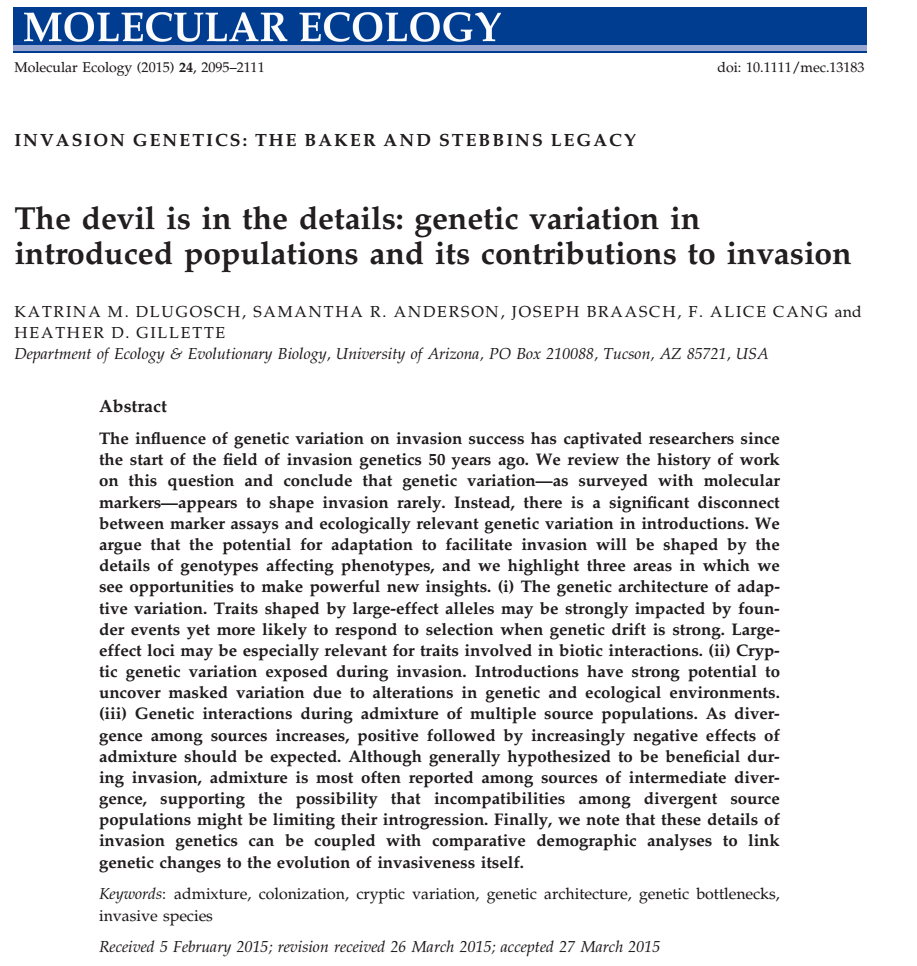 MOLECULAR ECOLOGY
Molecular Ecology (2015) 24, 2095–2111
doi: 10.1111/mec.13183
INVASION GENETICS: THE BAKER AND STEBBINS LEGACY
The devil is in the details: genetic variation in
introduced populations and its contributions to invasion
KATRINA M. DLUGOSCH, SAMANTHA R. ANDERSON, JOSEPH BRAASCH, F. ALICE CANG and
HEATHER D. GILLETTE
Department of Ecology & Evolutionary Biology, University of Arizona, PO Box 210088, Tucson, AZ 85721, USA
Abstract
The influence of genetic variation on invasion success has captivated researchers since
the start of the field of invasion genetics 50 years ago. We review the history of work
on this question and conclude that genetic variation—as surveyed with molecular
markers—appears to shape invasion rarely. Instead, there is a significant disconnect
between marker assays and ecologically relevant genetic variation in introductions. We
argue that the potential for adaptation to facilitate invasion will be shaped by the
details of genotypes affecting phenotypes, and we highlight three areas in which we
see opportunities to make powerful new insights. (i) The genetic architecture of adap-
tive variation. Traits shaped by large-effect alleles may be strongly impacted by foun-
der events yet more likely to respond to selection when genetic drift is strong. Large-
effect loci may be especially relevant for traits involved in biotic interactions. (ii) Cryp-
tic genetic variation exposed during invasion. Introductions have strong potential to
uncover masked variation due to alterations in genetic and ecological environments.
(iii) Genetic interactions during admixture of multiple source populations. As diver-
gence among sources increases, positive followed by increasingly negative effects of
admixture should be expected. Although generally hypothesized to be beneficial dur-
ing invasion, admixture is most often reported among sources of intermediate diver-
gence, supporting the possibility that incompatibilities among divergent source
populations might be limiting their introgression. Finally, we note that these details of
invasion genetics can be coupled with comparative demographic analyses to link
genetic changes to the evolution of invasiveness itself.
Keywords: admixture, colonization, cryptic variation, genetic architecture, genetic bottlenecks,
invasive species
Received 5 February 2015; revision received 26 March 2015; accepted 27 March 2015